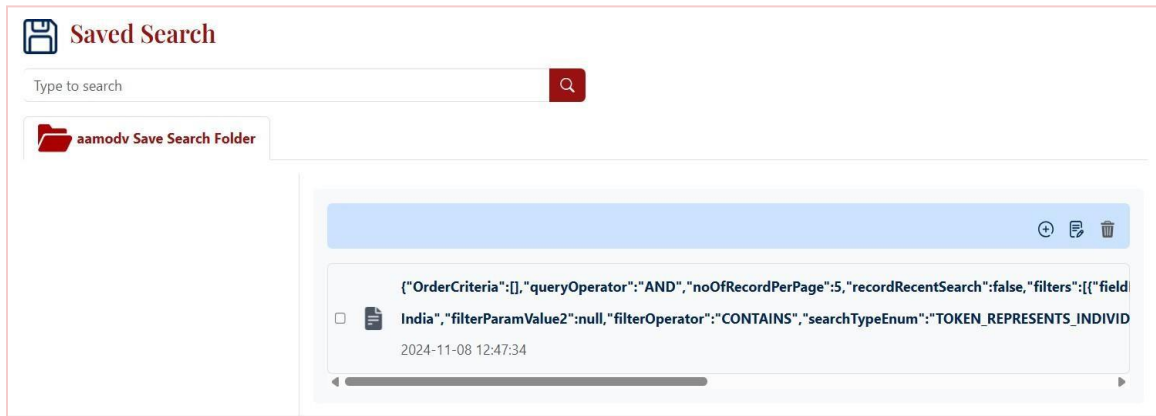 Saved Search
Type to search
aamodv Save Search Folder
{"OrderCriteria":[],"queryOperator":"AND","noOfRecordPerPage":5,"recordRecentSearch":false,"filters":[{"field
India","filterParamValue2":null,"filterOperator":"CONTAINS","searchTypeEnum":"TOKEN_REPRESENTS_INDIVID
2024-11-08 12:47:34